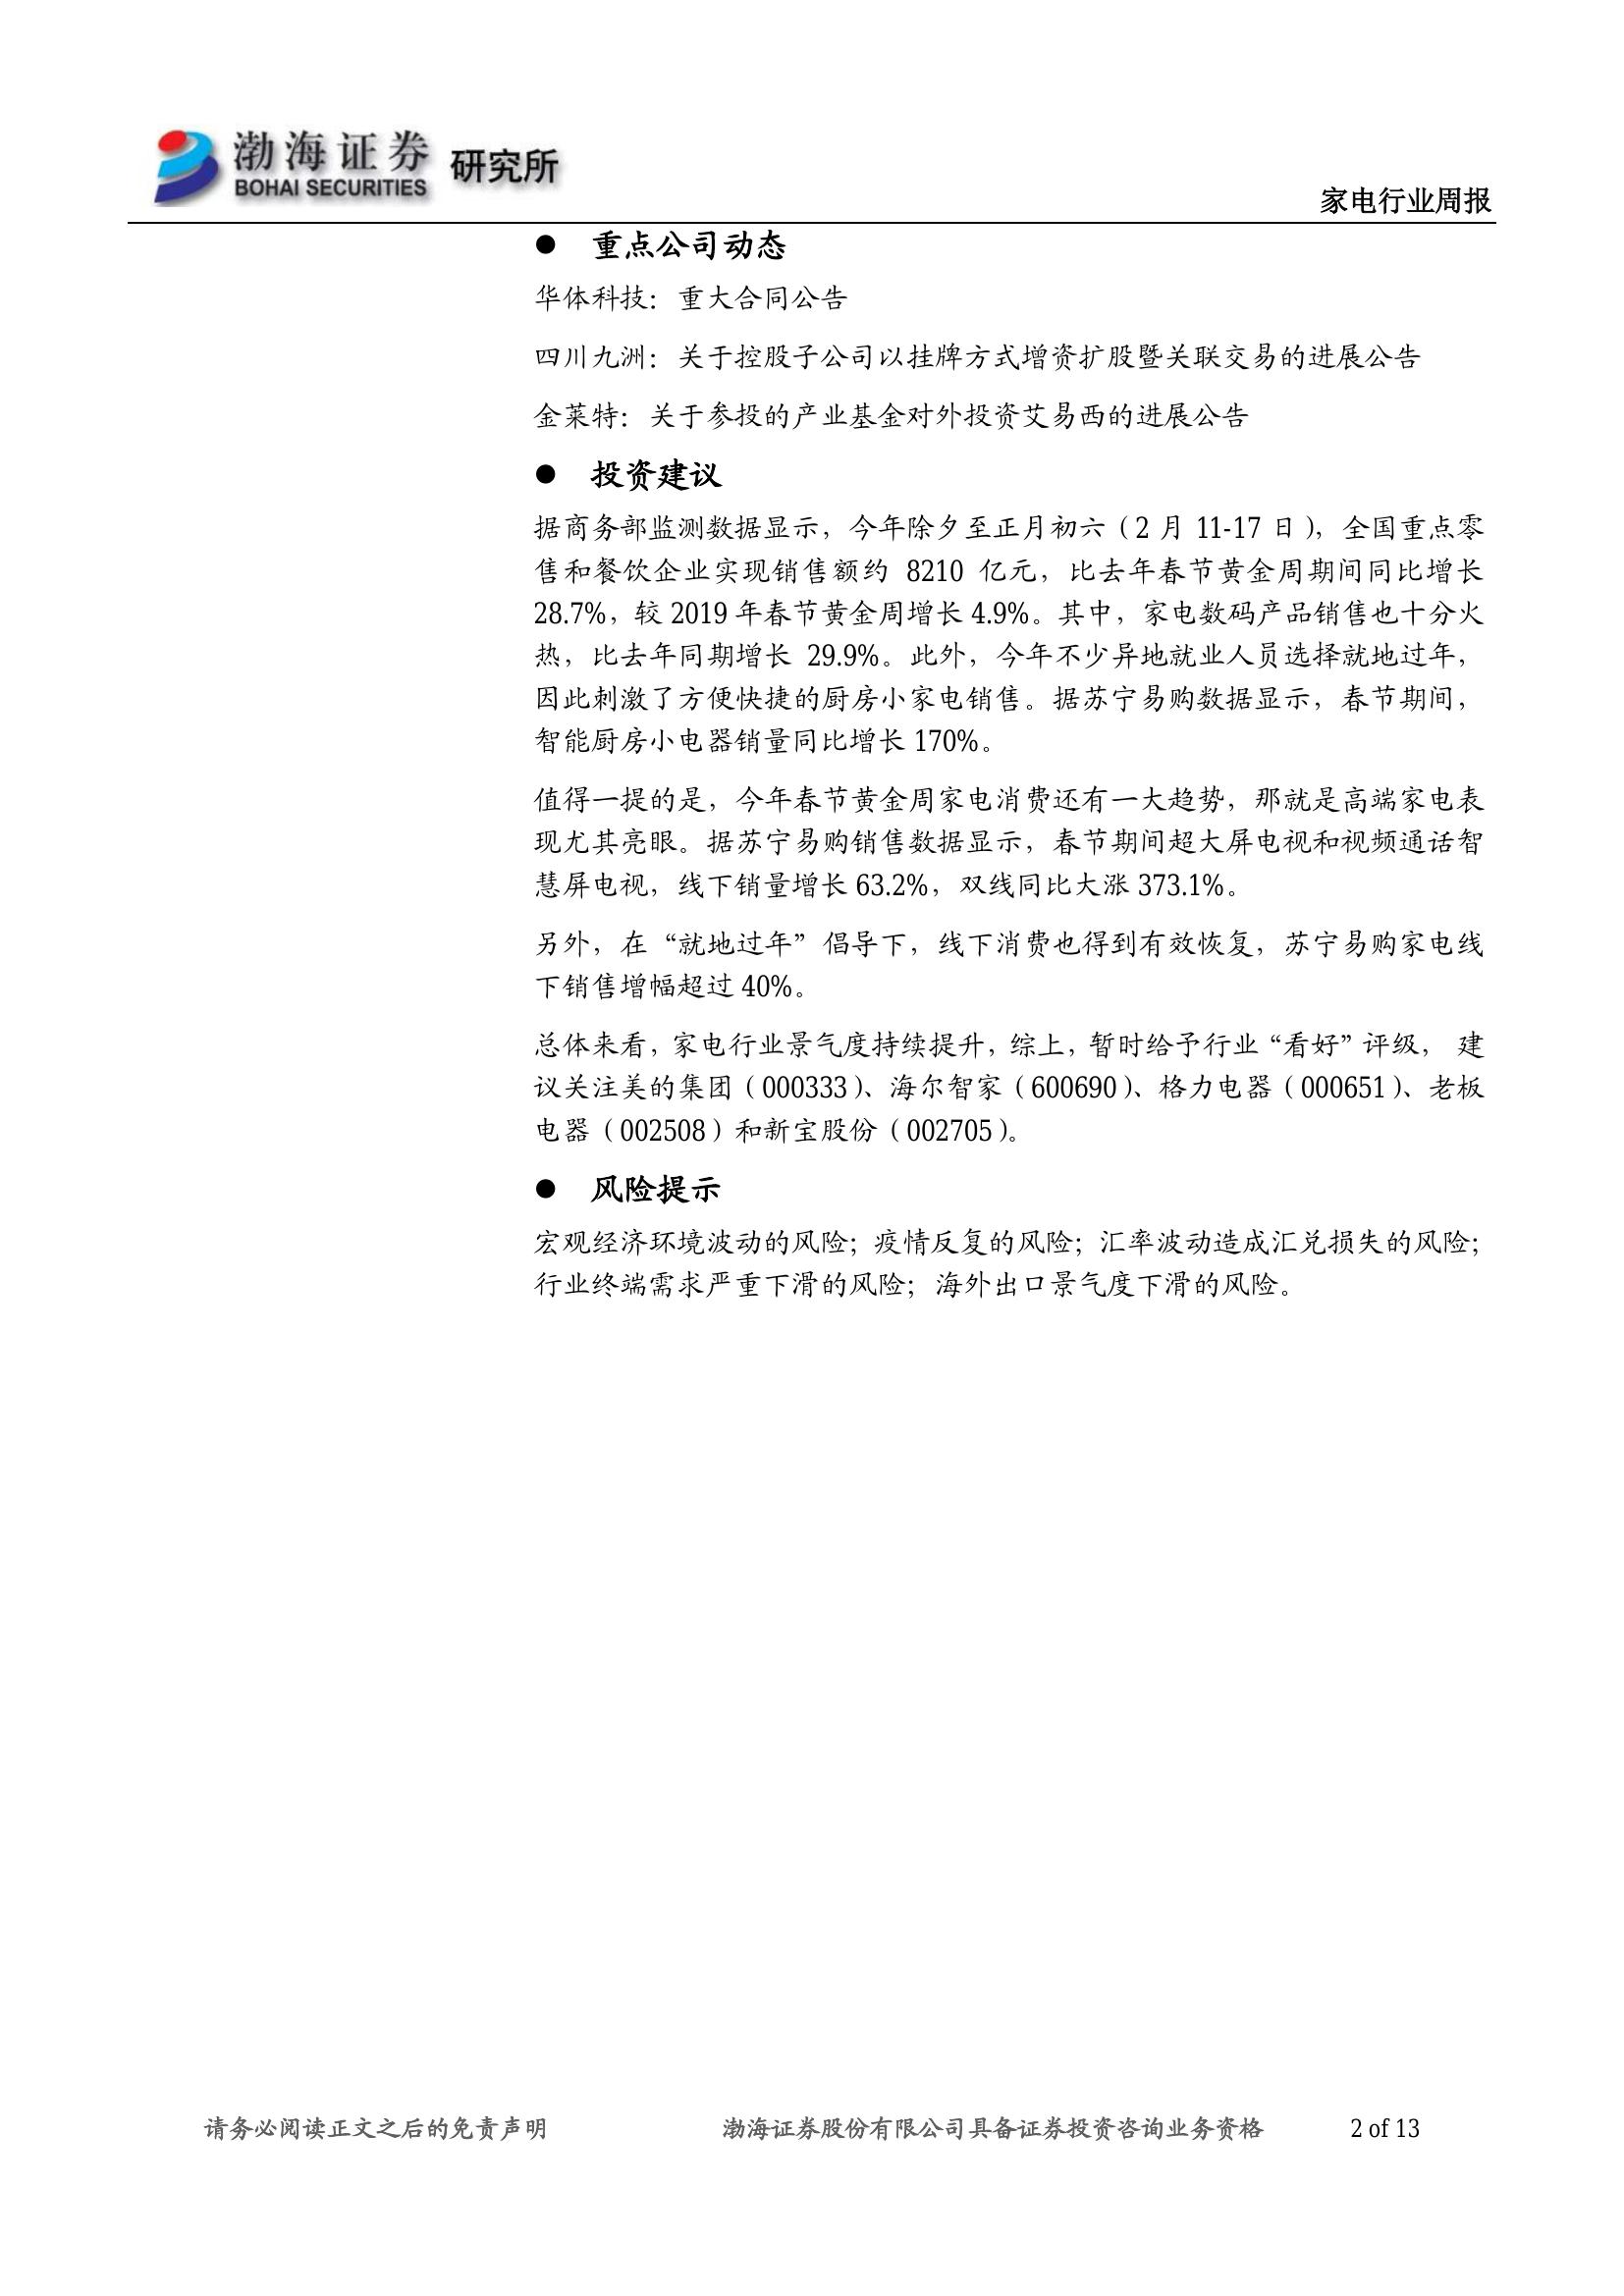 渤海证券 研究所
BOHAI SECURITIES
家电行业周报
● 重点公司动态
华体科技：重大合同公告
四川九洲：关于控股子公司以挂牌方式增资扩股暨关联交易的进展公告
金莱特：关于参投的产业基金对外投资艾易西的进展公告
● 投资建议
据商务部监测数据显示，今年除夕至正月初六（2 月 11-17 日），全国重点零
售和餐饮企业实现销售额约 8210 亿元，比去年春节黄金周期间同比增长
28.7%，较 2019 年春节黄金周增长 4.9%。其中，家电数码产品销售也十分火
热，比去年同期增长 29.9%。此外，今年不少异地就业人员选择就地过年，
因此刺激了方便快捷的厨房小家电销售。据苏宁易购数据显示，春节期间，
智能厨房小电器销量同比增长 170%。
值得一提的是，今年春节黄金周家电消费还有一大趋势，那就是高端家电表
现尤其亮眼。据苏宁易购销售数据显示，春节期间超大屏电视和视频通话智
慧屏电视，线下销量增长 63.2%，双线同比大涨 373.1%。
另外，在“就地过年”倡导下，线下消费也得到有效恢复，苏宁易购家电线
下销售增幅超过 40%。
总体来看，家电行业景气度持续提升，综上，暂时给予行业“看好”评级， 建
议关注美的集团（000333）、海尔智家（600690）、格力电器（000651）、老板
电器（002508）和新宝股份（002705）。
● 风险提示
宏观经济环境波动的风险；疫情反复的风险；汇率波动造成汇兑损失的风险；
行业终端需求严重下滑的风险；海外出口景气度下滑的风险。
请务必阅读正文之后的免责声明 渤海证券股份有限公司具备证券投资咨询业务资格 2 of 13